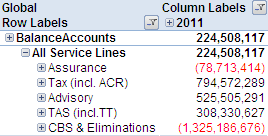 Global Column Labels
Row Labels 2011
BalanceAccounts 224,508,117
All Service Lines 224,508,117
Assurance (78,713,414)
Tax (incl. ACR) 794,572,289
Advisory 525,505,291
TAS (incl.TT) 308,330,627
CBS & Eliminations (1,325,186,676)